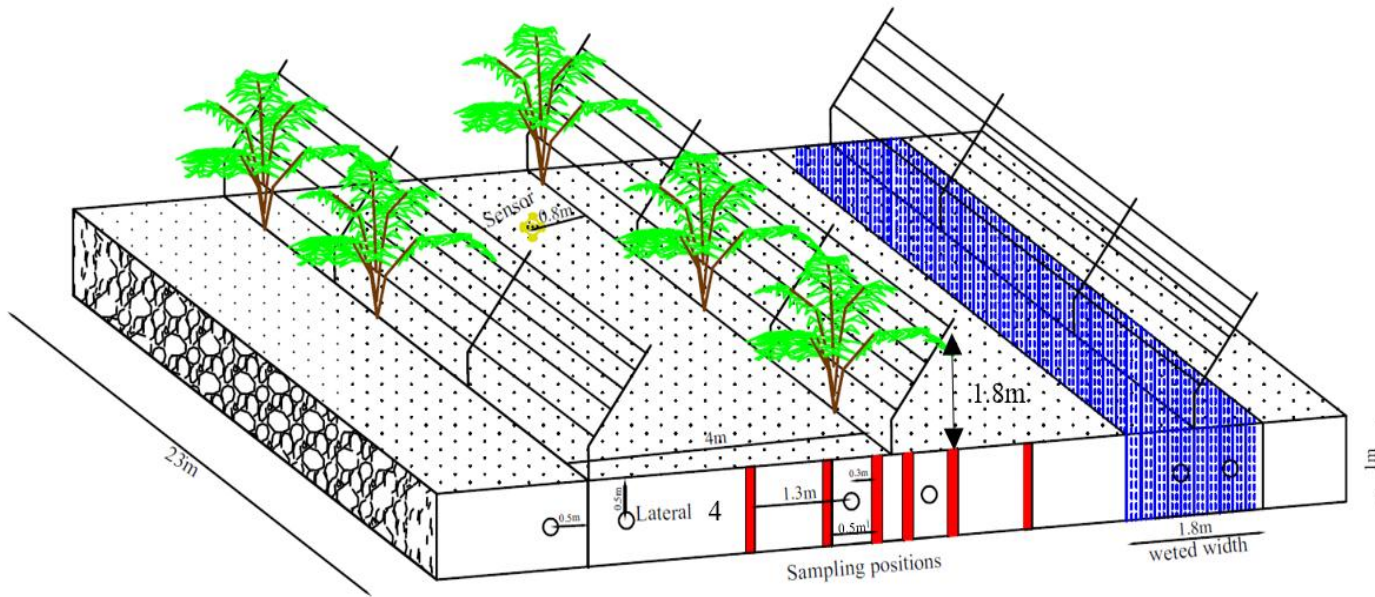 Sensor
0.8m
1.8m.
4m
23m
1m
0.3m
0.5m
1.3m
0.5m
Lateral 4
0.5m
1.8m
weted width
Sampling positions